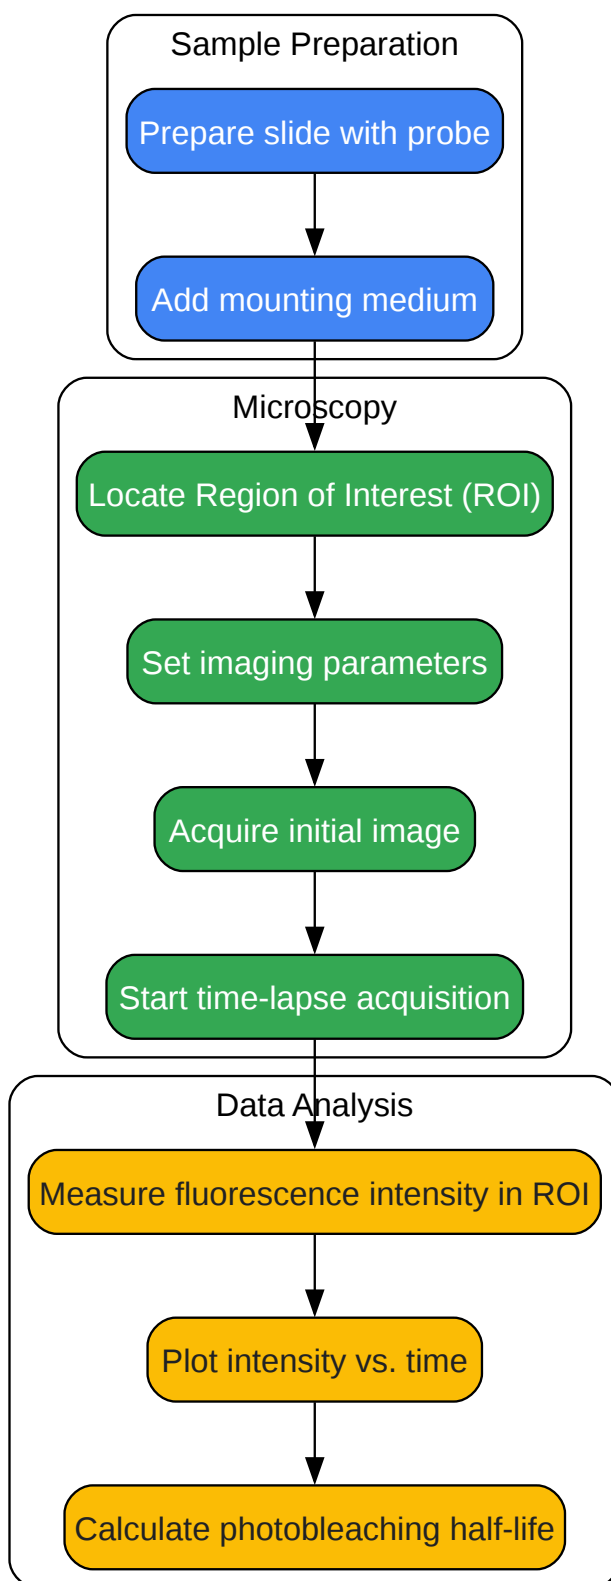 Sample Preparation
Prepare slide with probe
Add mounting medium
Microscopy
Locate Region of Interest (ROI)
Set imaging parameters
Acquire initial image
Start time-lapse acquisition
Data Analysis
Measure fluorescence intensity in ROI
Plot intensity vs. time
Calculate photobleaching half-life